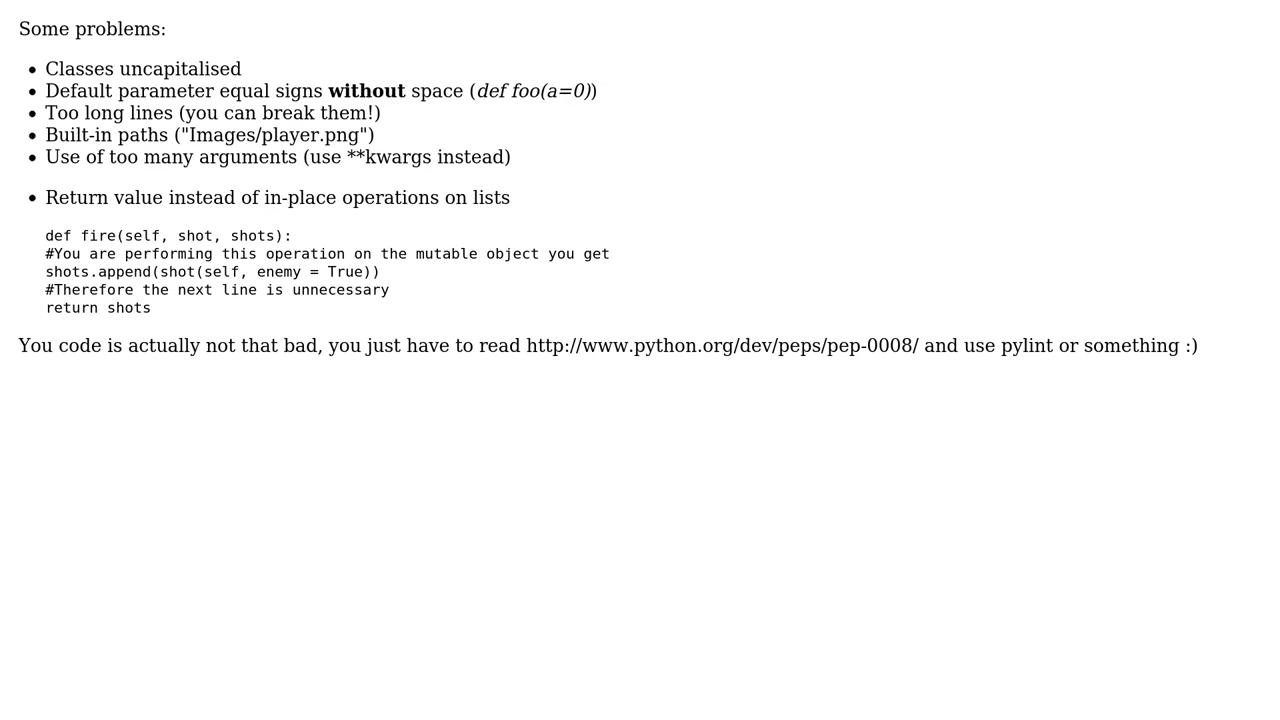 Some problems:
Classes uncapitalised
Default parameter equal signs without space (def foo(a=0))
Too long lines (you can break them!)
Built-in paths ("Images/player.png")
Use of too many arguments (use **kwargs instead)
Return value instead of in-place operations on lists
def fire(self, shot, shots):
#You are performing this operation on the mutable object you get
shots.append(shot(self, enemy = True))
#Therefore the next line is unnecessary
return shots
You code is actually not that bad, you just have to read http://www.python.org/dev/peps/pep-0008/ and use pylint or something :)